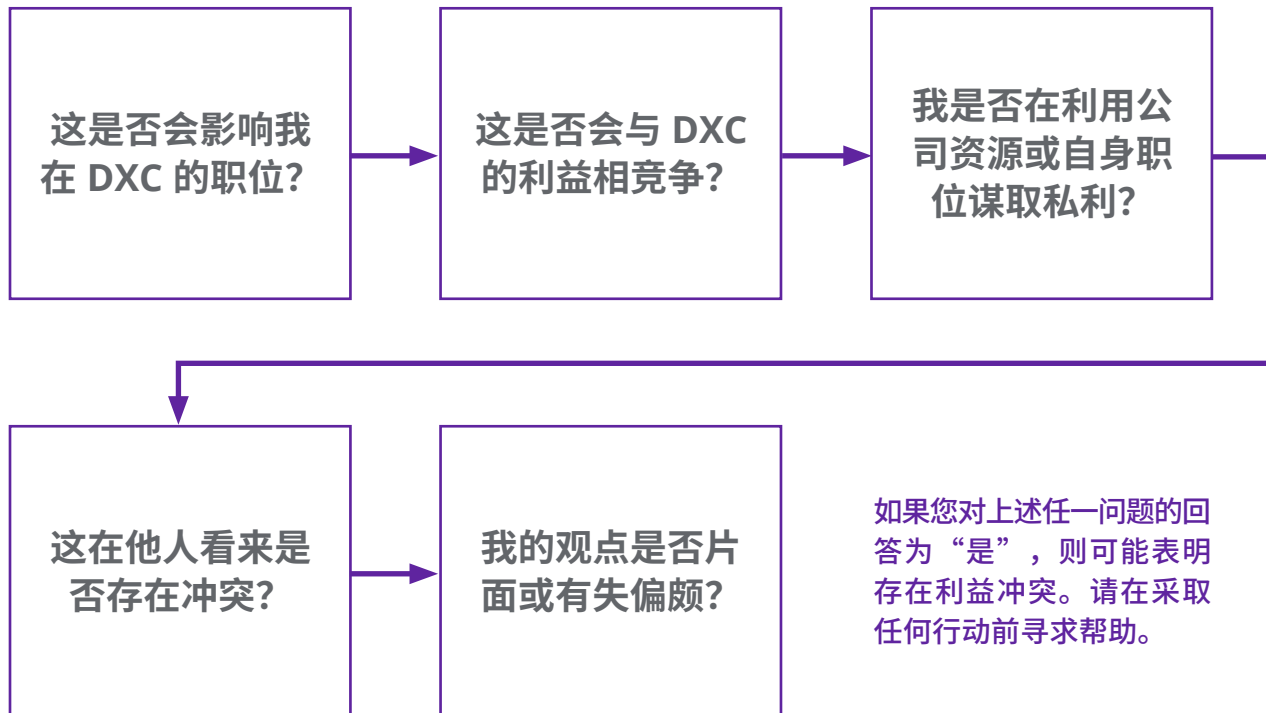 这是否会影响我
在 DXC 的职位?
这是否会与 DXC
的利益相竞争?
我是否在利用公
司资源或自身职
位谋取私利?
这在他人看来是
否存在冲突?
我的观点是否片
面或有失偏颇?
如果您对上述任一问题的回
答为“是”，则可能表明
存在利益冲突。请在采取
任何行动前寻求帮助。